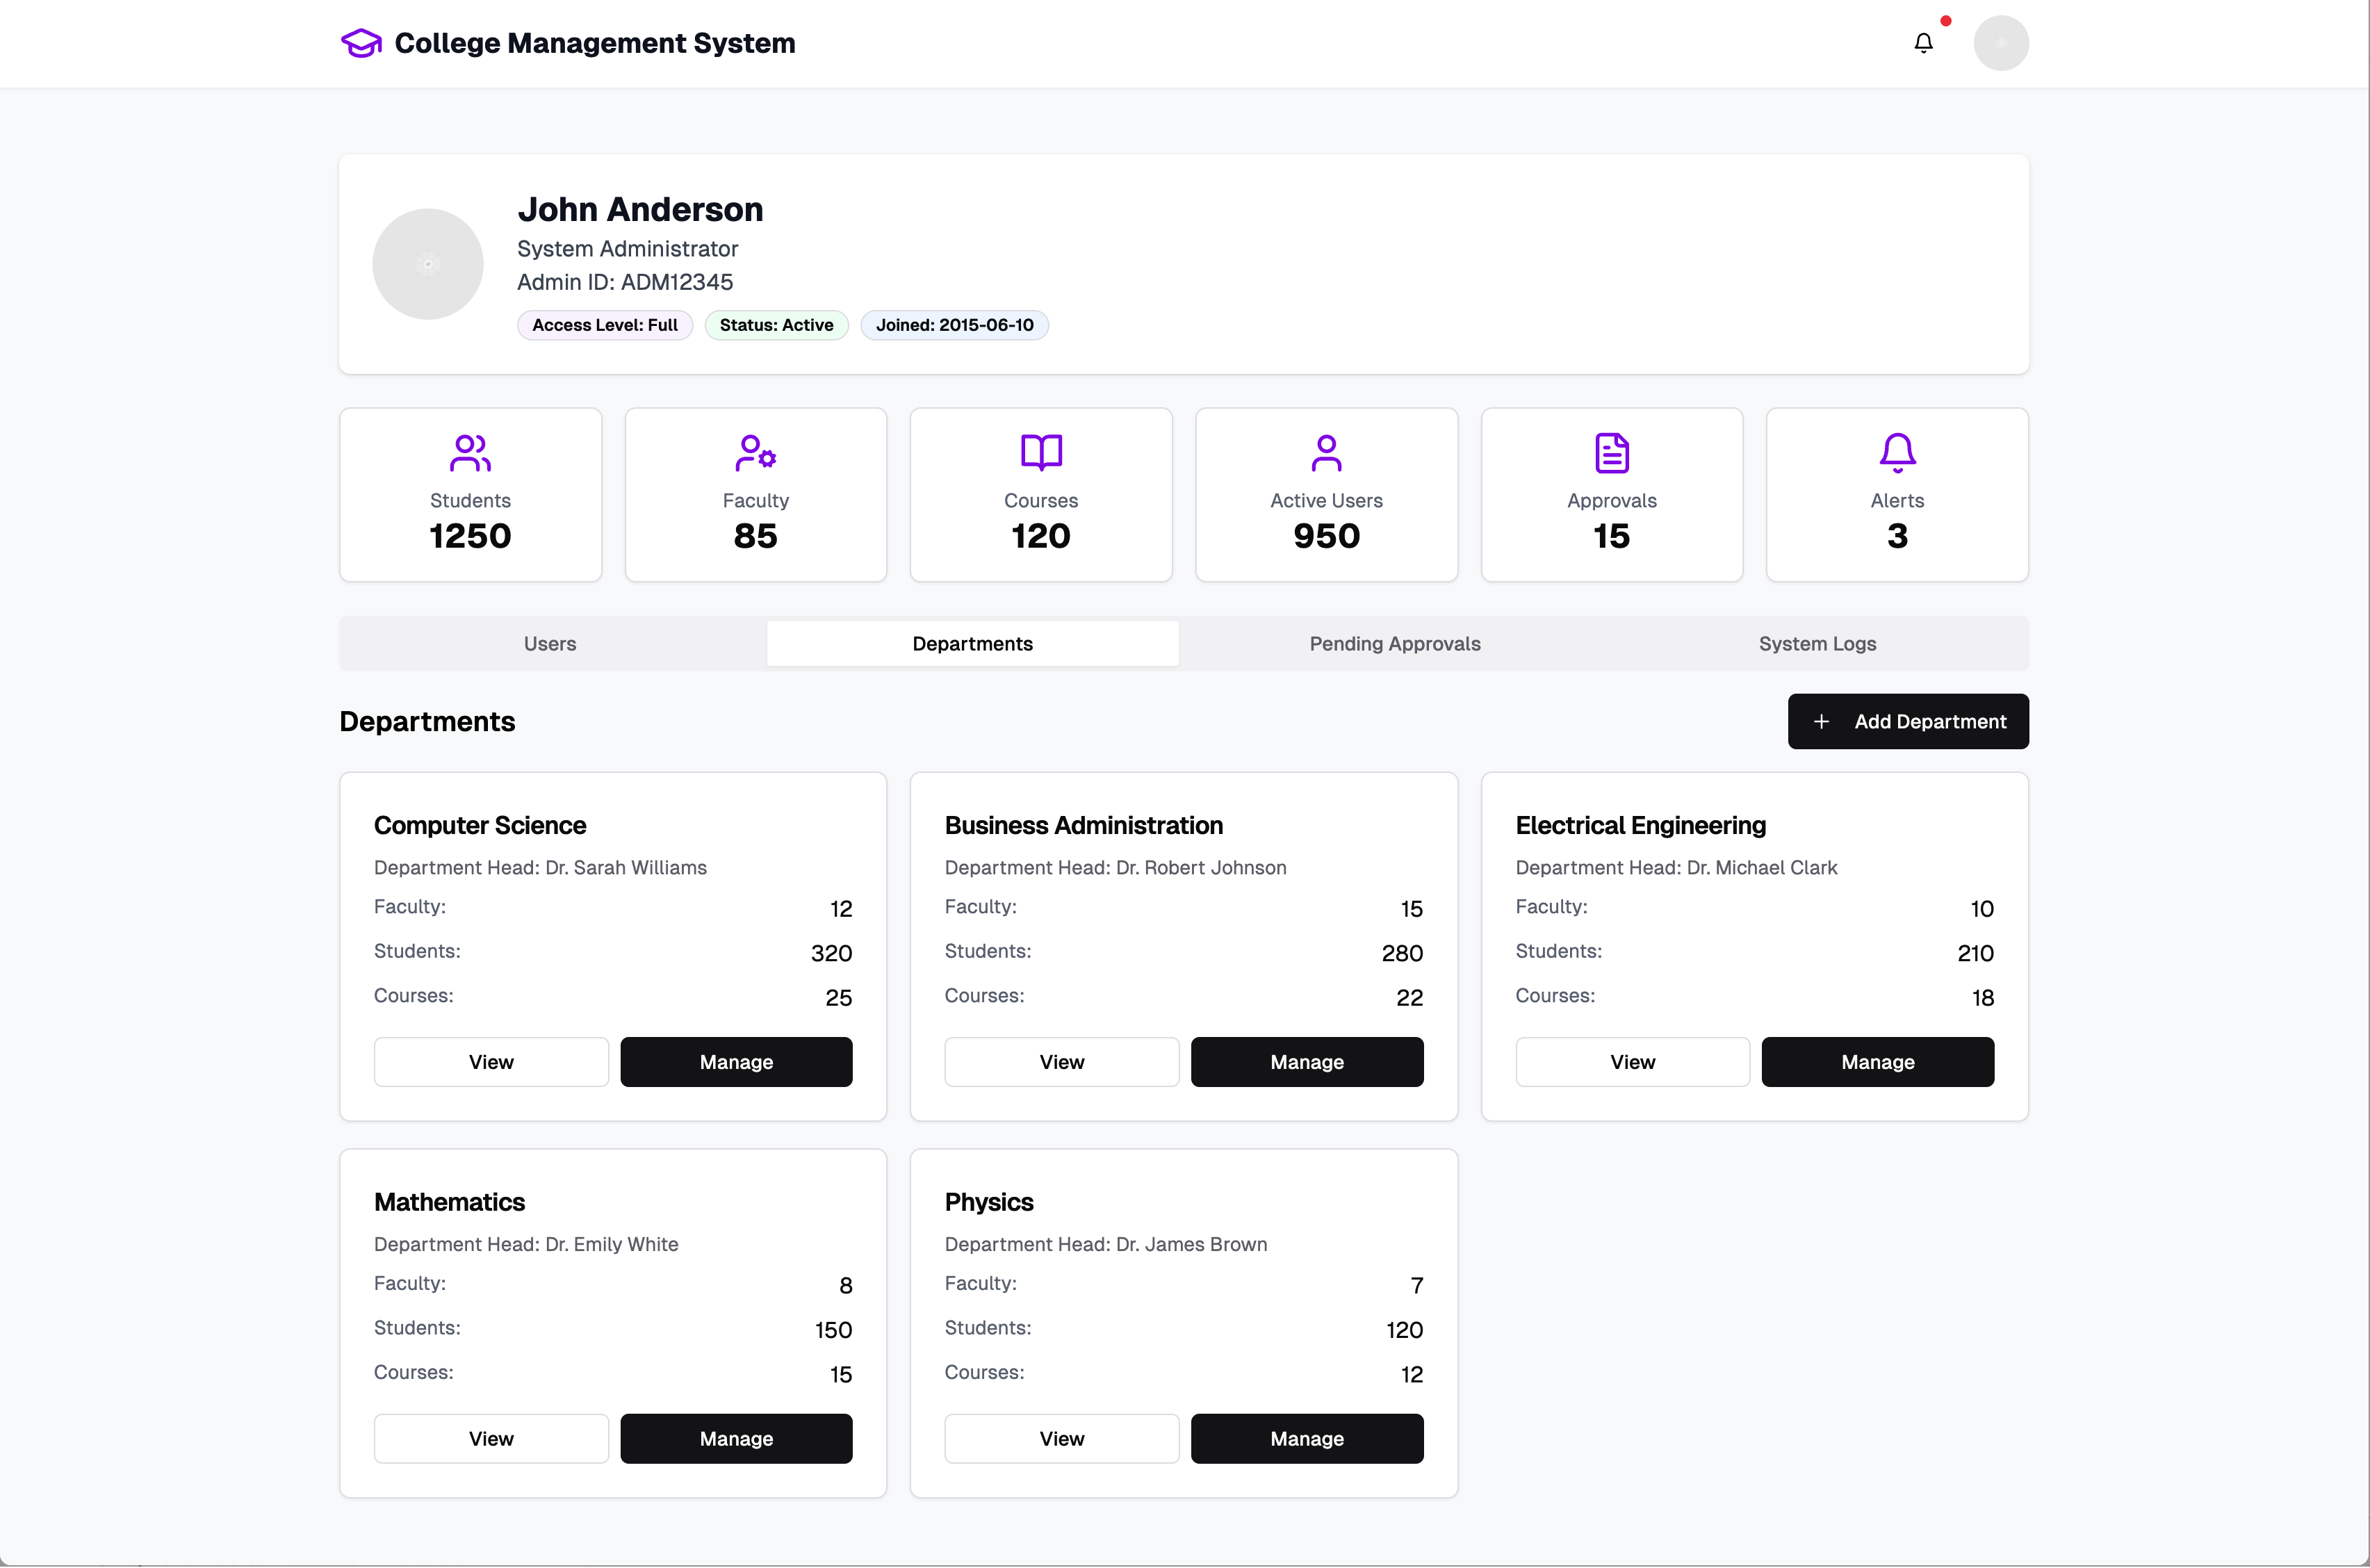 College Management System
John Anderson
System Administrator
Admin ID: ADM12345
Access Level: Full Status: Active Joined: 2015-06-10
Students Faculty Courses Active Users Approvals Alerts
1250 85 120 950 15 3
Users Departments Pending Approvals System Logs
Departments + Add Department
Computer Science
Department Head: Dr. Sarah Williams
Faculty: 12
Students: 320
Courses: 25
View Manage
Business Administration
Department Head: Dr. Robert Johnson
Faculty: 15
Students: 280
Courses: 22
View Manage
Electrical Engineering
Department Head: Dr. Michael Clark
Faculty: 10
Students: 210
Courses: 18
View Manage
Mathematics
Department Head: Dr. Emily White
Faculty: 8
Students: 150
Courses: 15
View Manage
Physics
Department Head: Dr. James Brown
Faculty: 7
Students: 120
Courses: 12
View Manage